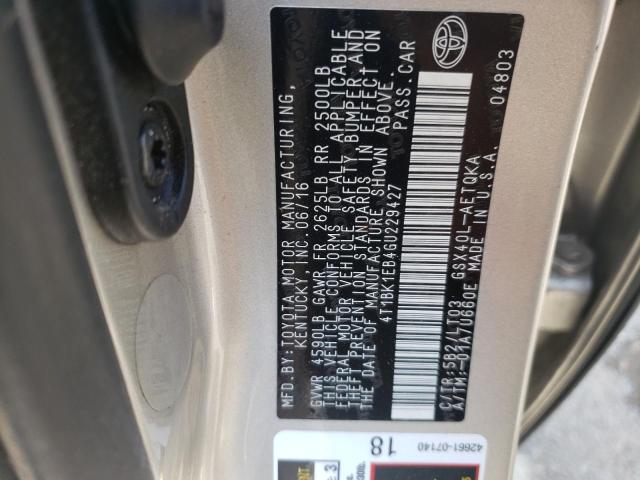 MFD.BY:TOYOTA MOTOR MANUFACTURING,
KENTUCKY INC. 06/16
GVWR 4590LB GAWR FR 2625LB RR 2500LB
THIS VEHICLE CONFORMS TO ALL APPLICABLE
FEDERAL MOTOR VEHICLE SAFETY, BUMPER, AND
THEFT PREVENTION STANDARDS IN EFFECT ON
THE DATE OF MANUFACTURE SHOWN ABOVE.
4T1BK1EB4GU229427 PASS. CAR
C/TR:5B2/LT03 GSX40L-AETQKA
A/TM:-01A/U660E MADE IN U.S.A.
04803
42661-07140
18